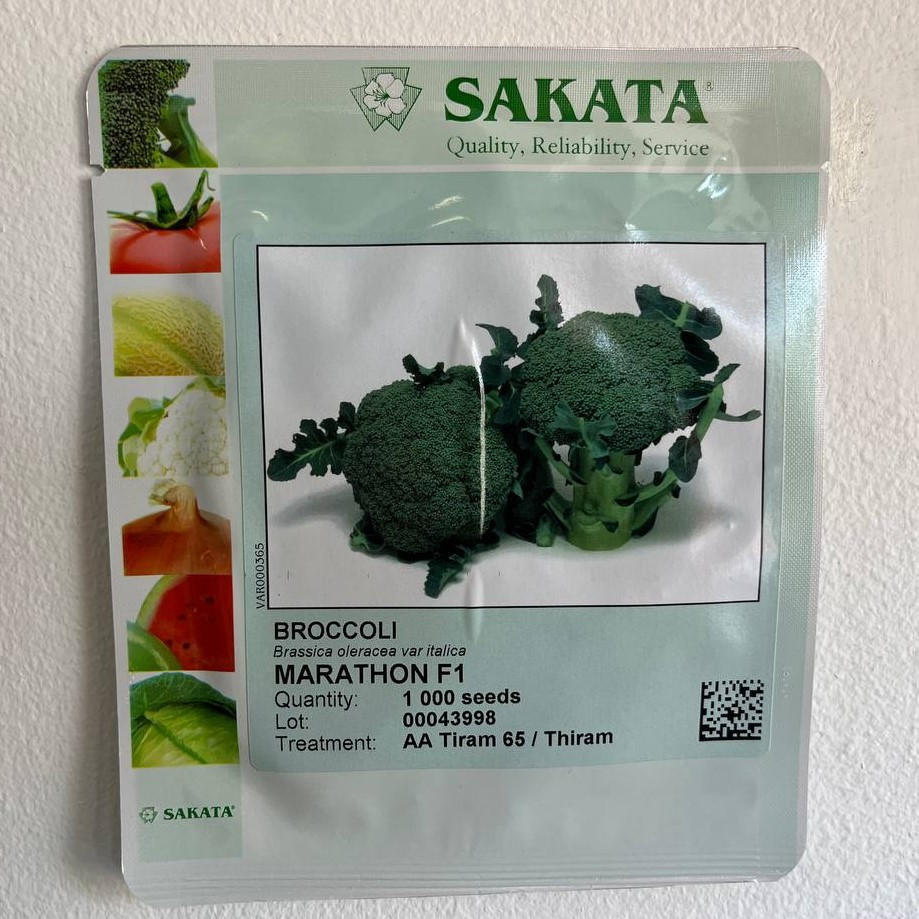 SAKATA®
Quality, Reliability, Service
VAR000365
BROCCOLI
Brassica oleracea var italica
MARATHON F1
Quantity: 1 000 seeds
Lot: 00043998
Treatment: AA Tiram 65 / Thiram
SAKATA®